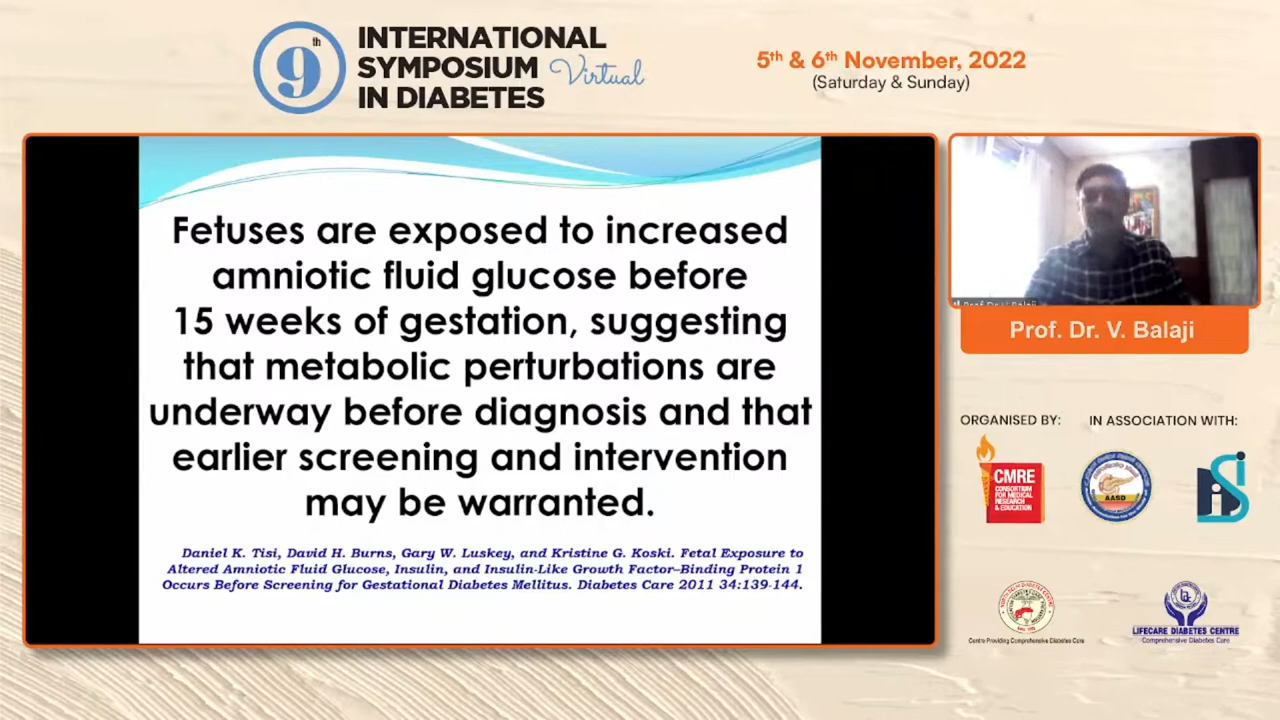 9th
INTERNATIONAL
SYMPOSIUM Virtual
IN DIABETES
5th & 6th November, 2022
(Saturday & Sunday)
Fetuses are exposed to increased
amniotic fluid glucose before
15 weeks of gestation, suggesting
that metabolic perturbations are
underway before diagnosis and that
earlier screening and intervention
may be warranted.
Daniel K. Tisi, David H. Burns, Gary W. Luskey, and Kristine G. Koski. Fetal Exposure to
Altered Amniotic Fluid Glucose, Insulin, and Insulin-Like Growth Factor–Binding Protein 1
Occurs Before Screening for Gestational Diabetes Mellitus. Diabetes Care 2011 34:139-144.
Prof. Dr. V. Balaji
ORGANISED BY:
IN ASSOCIATION WITH:
CMRE
CONSORTIUM
FOR MEDICAL
RESEARCH
& EDUCATION
AASD
Centre Providing Comprehensive Diabetes Care
LIFECARE DIABETES CENTRE
Comprehensive Diabetes Care